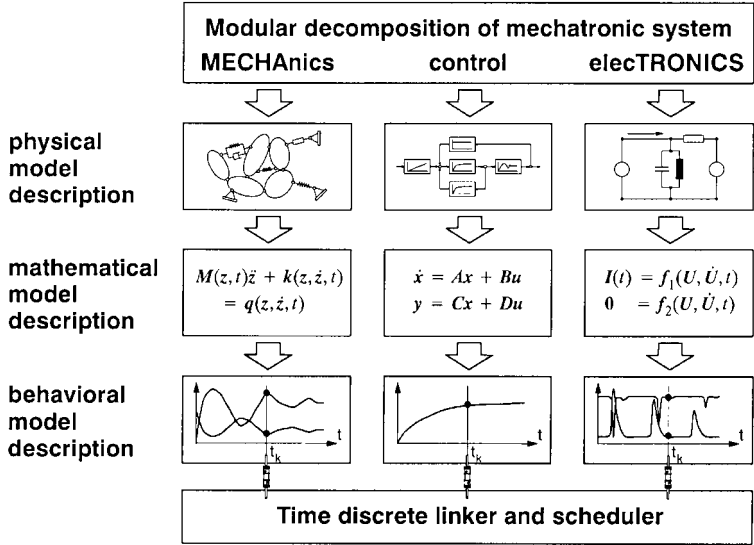 Modular decomposition of mechatronic system
MECHAnics control elecTRONICS
physical
model
description
mathematical
model
description
M(z,t)z̈ + k(z,ż,t)
= q(z,ż,t)
ẋ = Ax + Bu
y = Cx + Du
I(t) = f₁(U,U̇,t)
0 = f₂(U,U̇,t)
behavioral
model
description
t
t
t
tₖ
tₖ
tₖ
Time discrete linker and scheduler